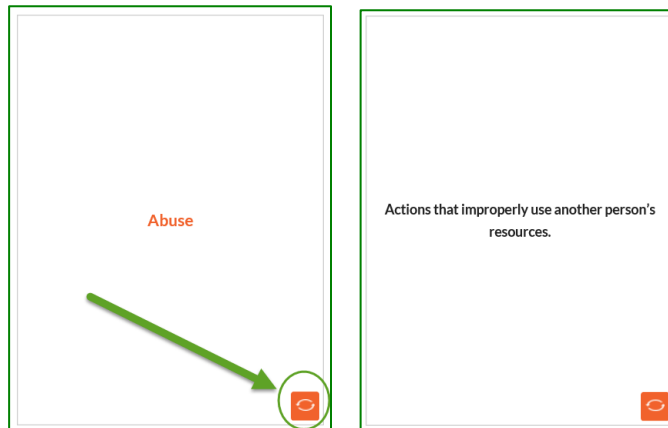 Abuse
Actions that improperly use another person's
resources.